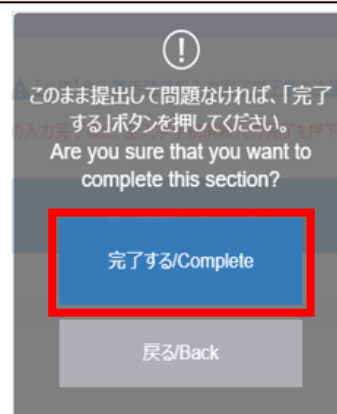 このまま提出して問題なければ、「完了
する」ボタンを押してください。
Are you sure that you want to
complete this section?
完了する/Complete
戻る/Back